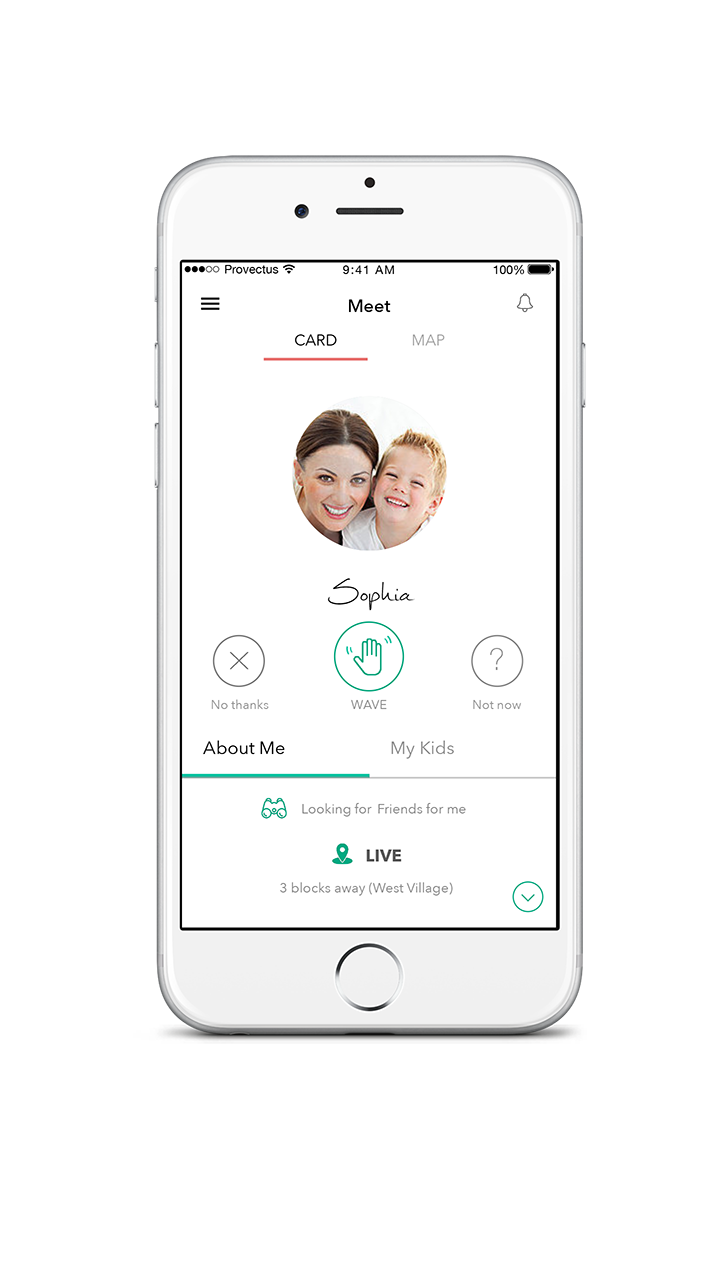 Provectus 9:41 AM 100%
Meet
CARD MAP
Sophia
?
No thanks WAVE Not now
About Me My Kids
Looking for Friends for me
LIVE
3 blocks away (West Village)